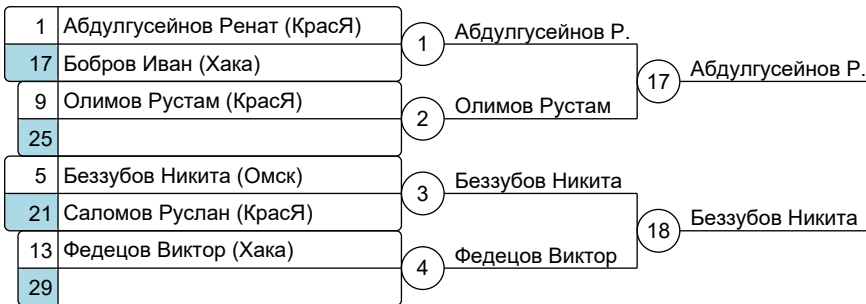 1 Абдулгусейнов Ренат (КрасЯ)
17 Бобров Иван (Хака)
1 Абдулгусейнов Р.
9 Олимов Рустам (КрасЯ)
25
2 Олимов Рустам
17 Абдулгусейнов Р.
5 Беззубов Никита (Омск)
21 Саломов Руслан (КрасЯ)
3 Беззубов Никита
13 Федецов Виктор (Хака)
29
4 Федецов Виктор
18 Беззубов Никита